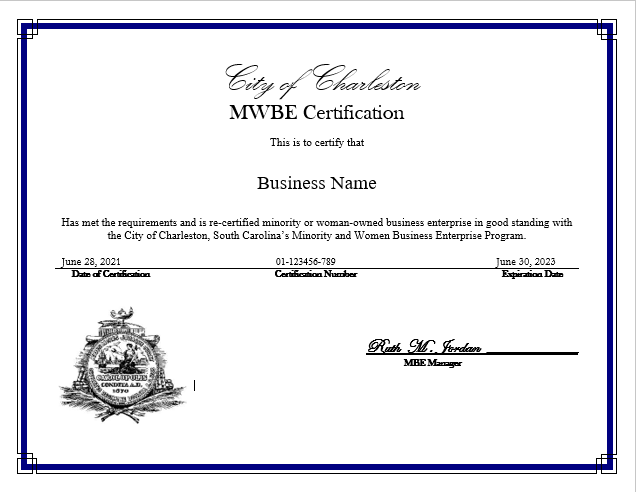 City of Charleston
MWBE Certification
This is to certify that
Business Name
Has met the requirements and is re-certified minority or woman-owned business enterprise in good standing with
the City of Charleston, South Carolina's Minority and Women Business Enterprise Program.
June 28, 2021 01-123456-789 June 30, 2023
Date of Certification Certification Number Expiration Date
Ruth M. Jordan
MBE Manager
CAROLOPOLIS
CONDITA A.D.
1670